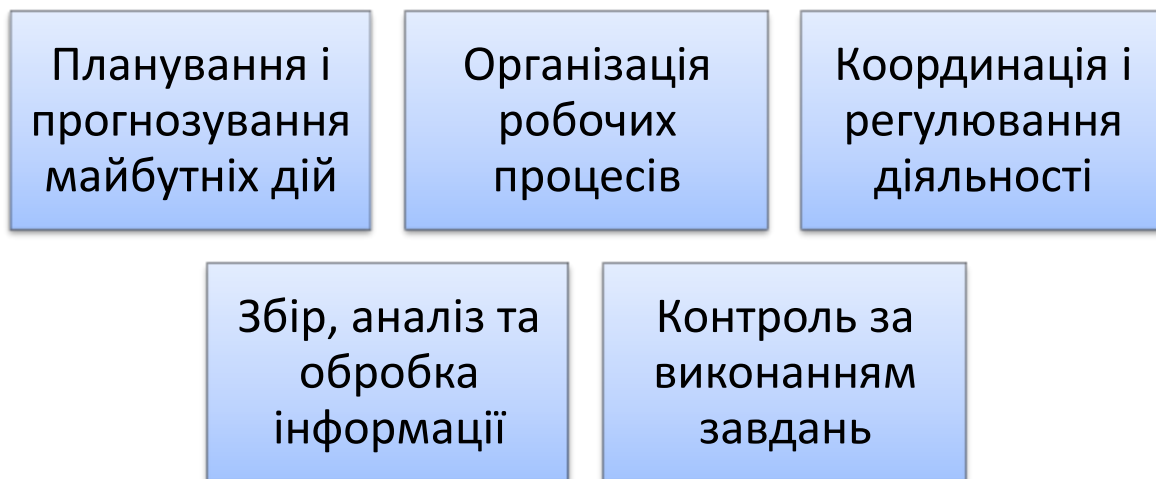 Планування і
прогнозування
майбутніх дій
Організація
робочих
процесів
Координація і
регулювання
діяльності
Збір, аналіз та
обробка
інформації
Контроль за
виконанням
завдань